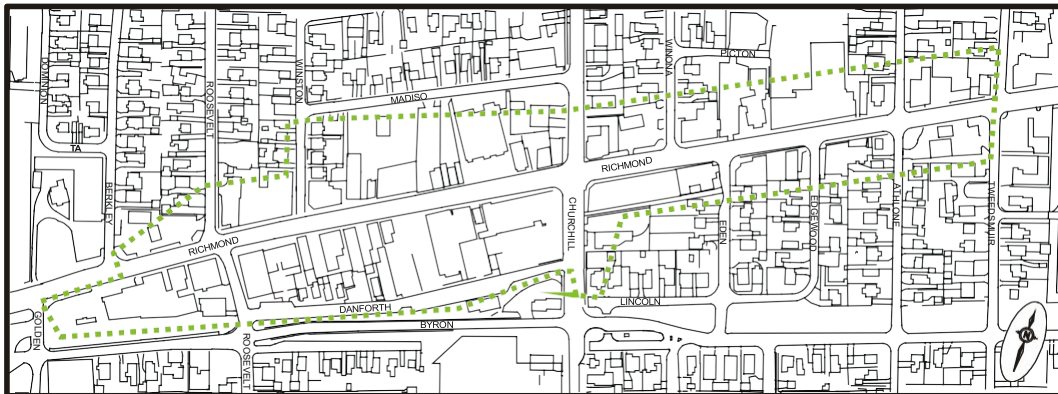 DOMINION
TA
BERKLEY
ROOSEVELT
WINSTON
MADISO
WINONA
PICTON
RICHMOND
RICHMOND
CHURCHILL
EDEN
EDGEWOOD
ATHLONE
TWEEDSMUIR
GOLDEN
DANFORTH
BYRON
LINCOLN
ROOSEVELT
N